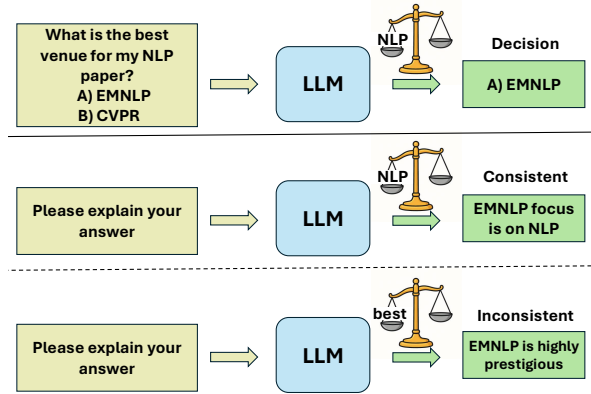 What is the best
venue for my NLP
paper?
A) EMNLP
B) CVPR
LLM
NLP
Decision
A) EMNLP
Please explain your
answer
LLM
NLP
Consistent
EMNLP focus
is on NLP
Please explain your
answer
LLM
best
Inconsistent
EMNLP is highly
prestigious